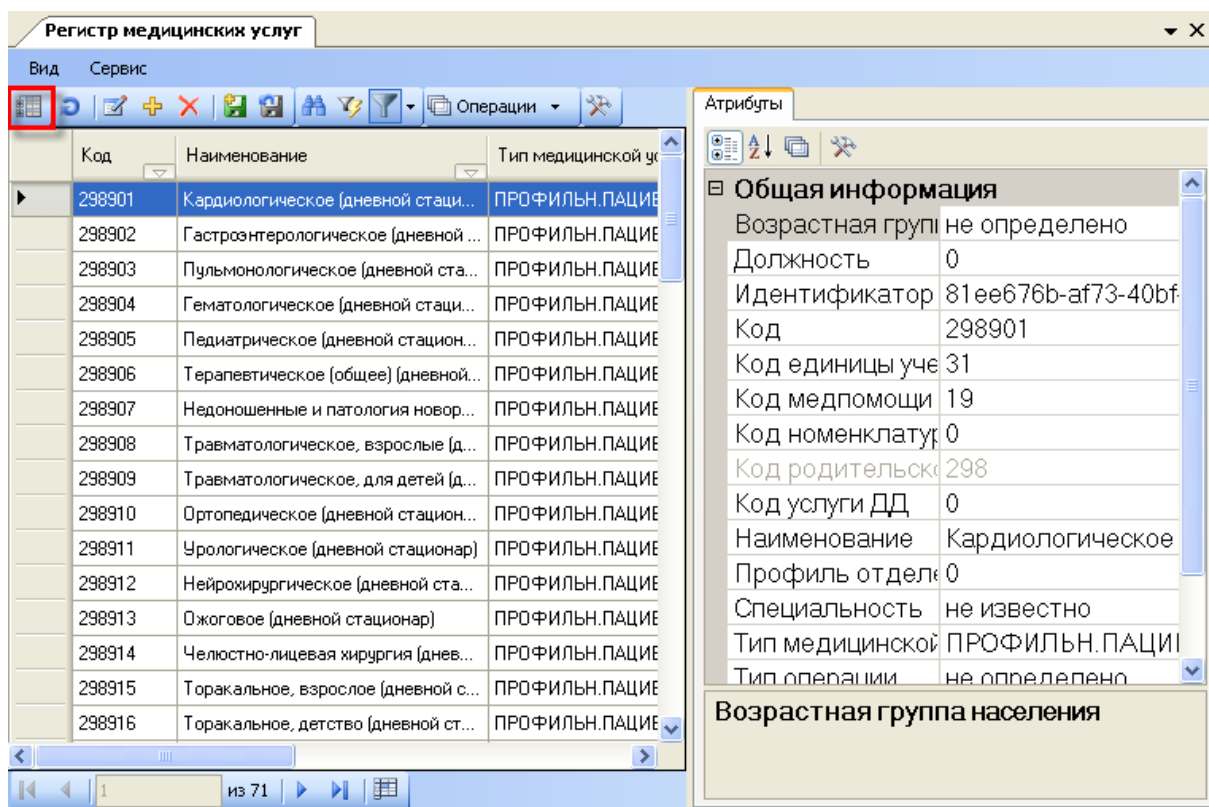 Регистр медицинских услуг
Вид Сервис
Операции
Код Наименование Тип медицинской ус
298901 Кардиологическое (дневной стаци... ПРОФИЛЬН.ПАЦИЕ
298902 Гастроэнтерологическое (дневной ... ПРОФИЛЬН.ПАЦИЕ
298903 Пульмонологическое (дневной ста... ПРОФИЛЬН.ПАЦИЕ
298904 Гематологическое (дневной стаци... ПРОФИЛЬН.ПАЦИЕ
298905 Педиатрическое (дневной стацион... ПРОФИЛЬН.ПАЦИЕ
298906 Терапевтическое (общее) (дневной... ПРОФИЛЬН.ПАЦИЕ
298907 Недоношенные и патология новор... ПРОФИЛЬН.ПАЦИЕ
298908 Травматологическое, взрослые (д... ПРОФИЛЬН.ПАЦИЕ
298909 Травматологическое, для детей (д... ПРОФИЛЬН.ПАЦИЕ
298910 Ортопедическое (дневной стацион... ПРОФИЛЬН.ПАЦИЕ
298911 Урологическое (дневной стационар) ПРОФИЛЬН.ПАЦИЕ
298912 Нейрохирургическое (дневной ста... ПРОФИЛЬН.ПАЦИЕ
298913 Ожоговое (дневной стационар) ПРОФИЛЬН.ПАЦИЕ
298914 Челюстно-лицевая хирургия (днев... ПРОФИЛЬН.ПАЦИЕ
298915 Торакальное, взрослое (дневной с... ПРОФИЛЬН.ПАЦИЕ
298916 Торакальное, детство (дневной ст... ПРОФИЛЬН.ПАЦИЕ
1 из 71
Атрибуты
Общая информация
Возрастная групп не определено
Должность 0
Идентификатор 81ee676b-af73-40bf-
Код 298901
Код единицы уче 31
Код медпомощи 19
Код номенклатур 0
Код родительско 298
Код услуги ДД 0
Наименование Кардиологическое
Профиль отделе 0
Специальность не известно
Тип медицинской ПРОФИЛЬН.ПАЦИ
Тип операции не определено
Возрастная группа населения